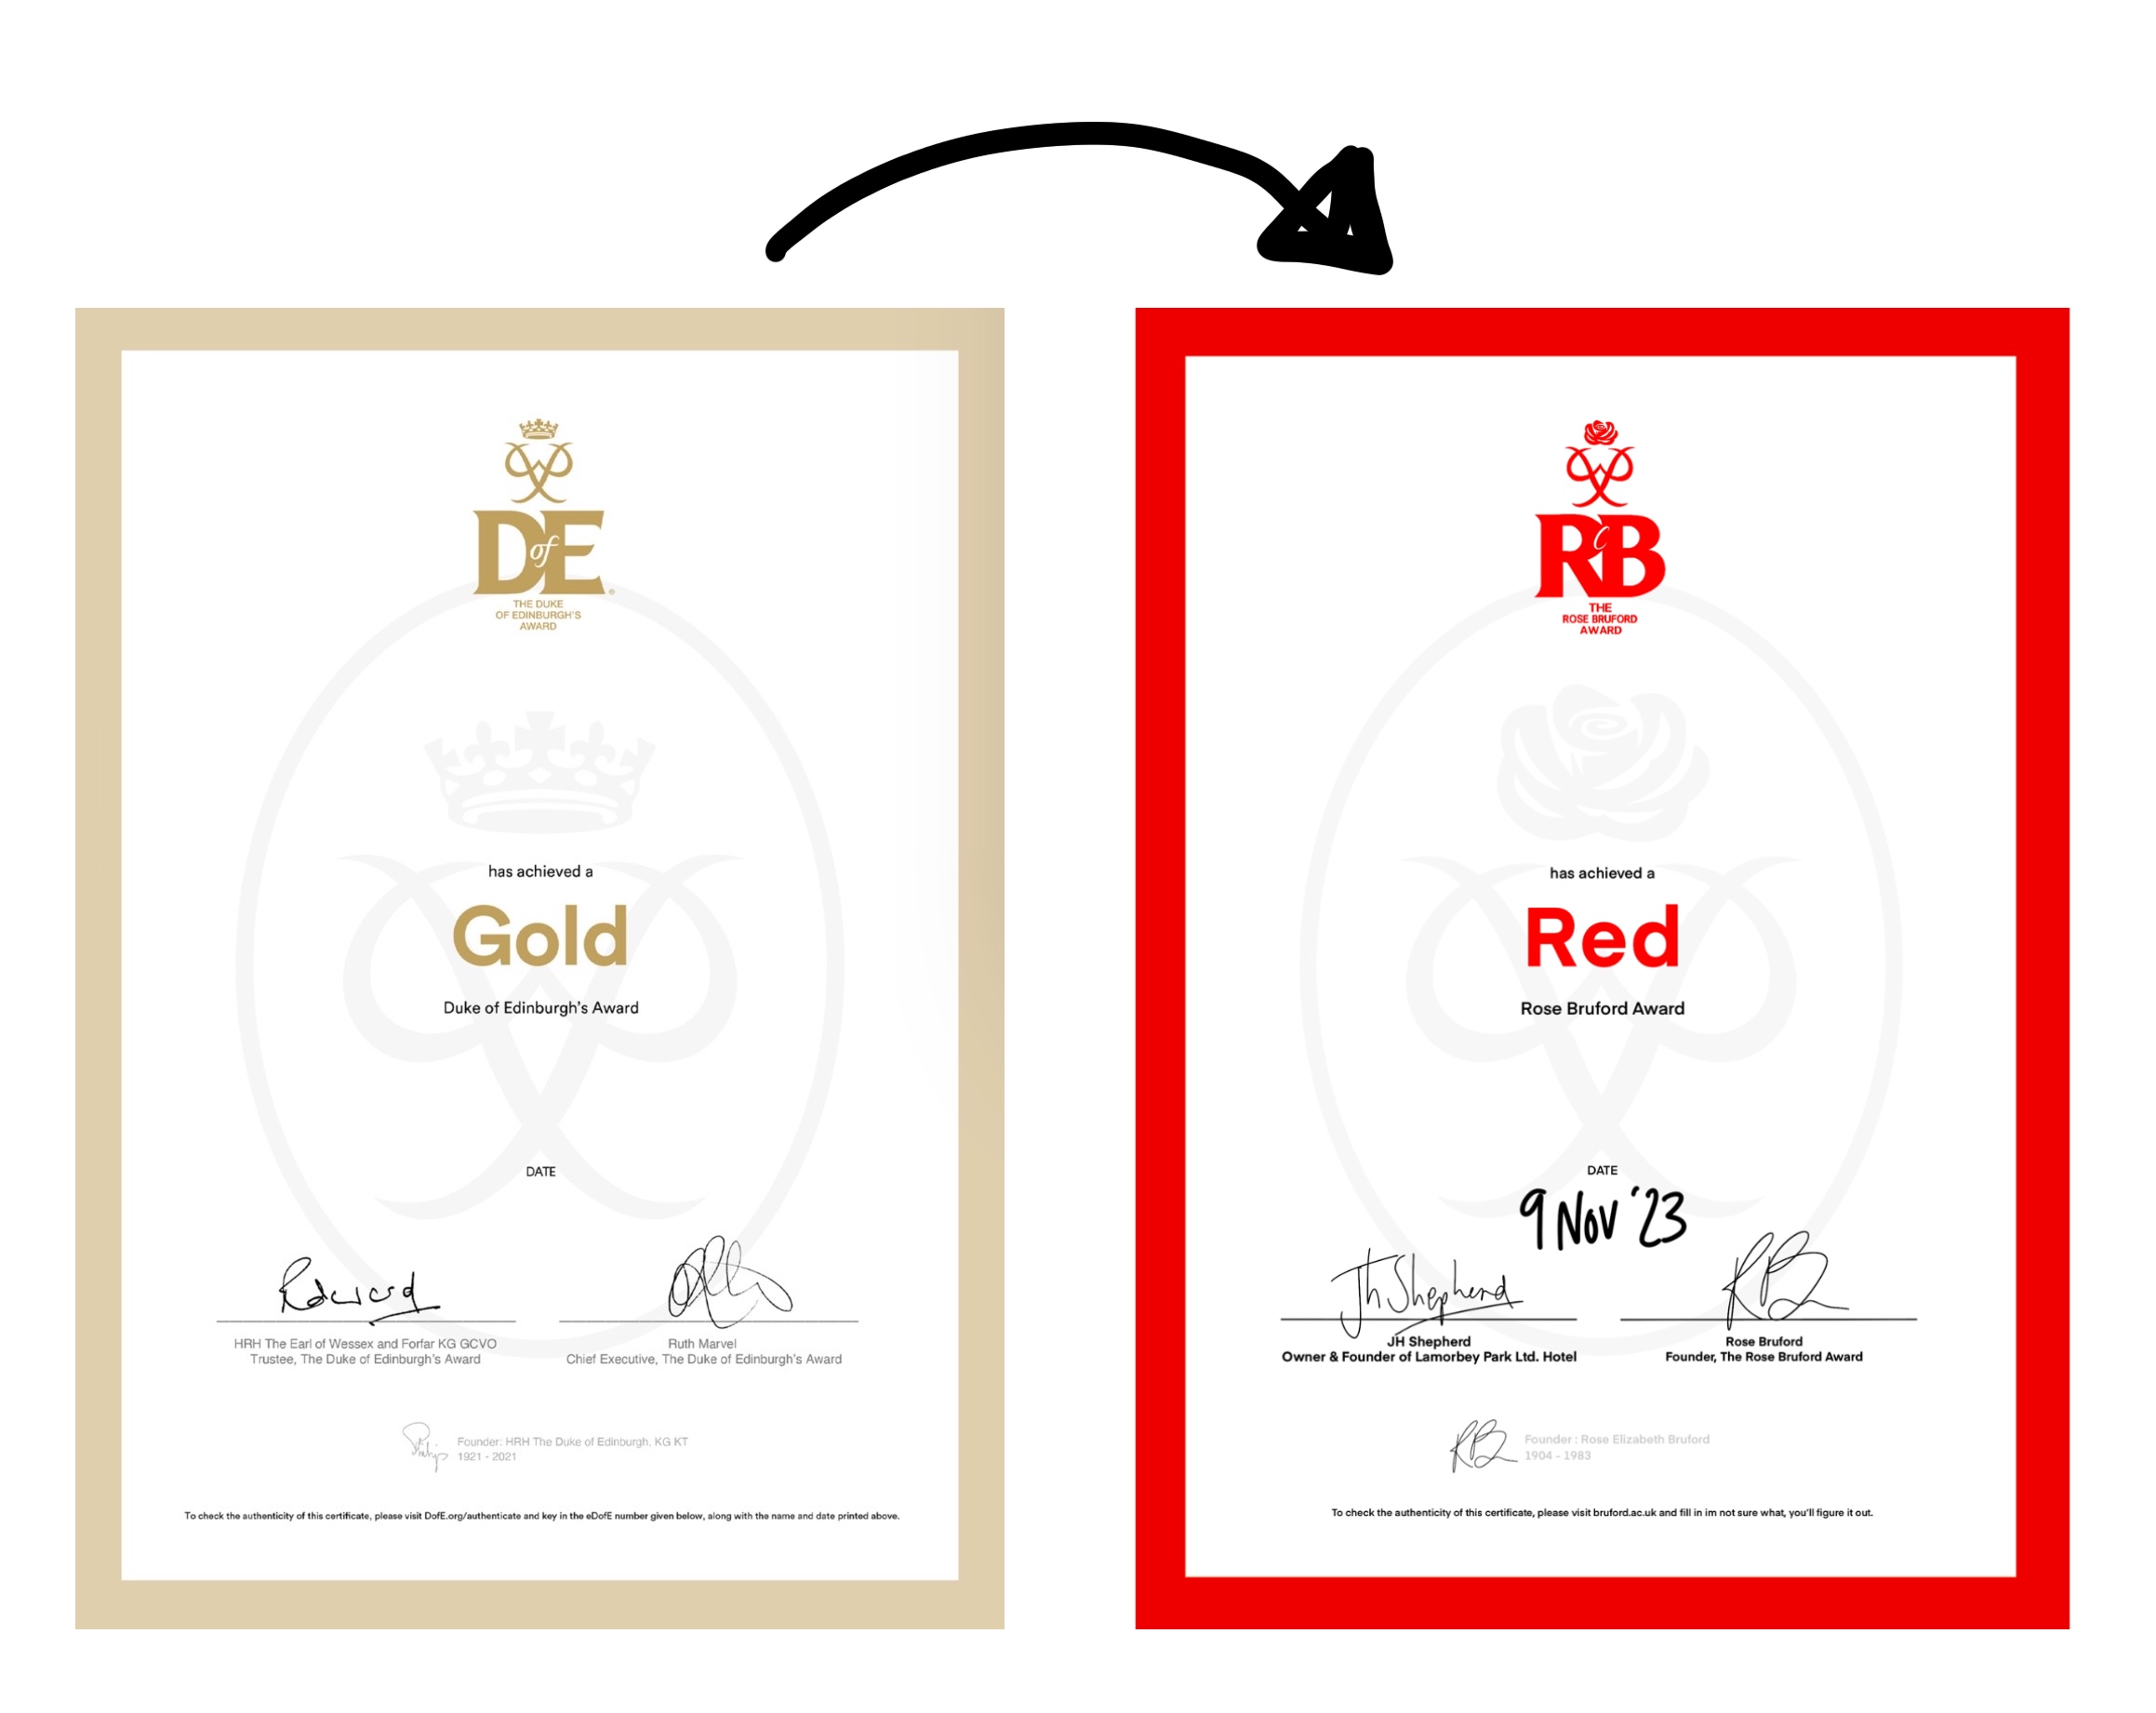 DofE
THE DUKE
OF EDINBURGH'S
AWARD
has achieved a
Gold
Duke of Edinburgh's Award
DATE
Edward
HRH The Earl of Wessex and Forfar KG GCVO
Trustee, The Duke of Edinburgh's Award
Ruth Marvel
Chief Executive, The Duke of Edinburgh's Award
Philip
Founder: HRH The Duke of Edinburgh, KG KT
1921 - 2021
To check the authenticity of this certificate, please visit DofE.org/authenticate and key in the eDofE number given below, along with the name and date printed above.
RcB
THE
ROSE BRUFORD
AWARD
has achieved a
Red
Rose Bruford Award
DATE
9 Nov '23
Jh Shepherd
JH Shepherd
Owner & Founder of Lamorbey Park Ltd. Hotel
RB
Rose Bruford
Founder, The Rose Bruford Award
RB
Founder : Rose Elizabeth Bruford
1904 - 1983
To check the authenticity of this certificate, please visit bruford.ac.uk and fill in im not sure what, you'll figure it out.